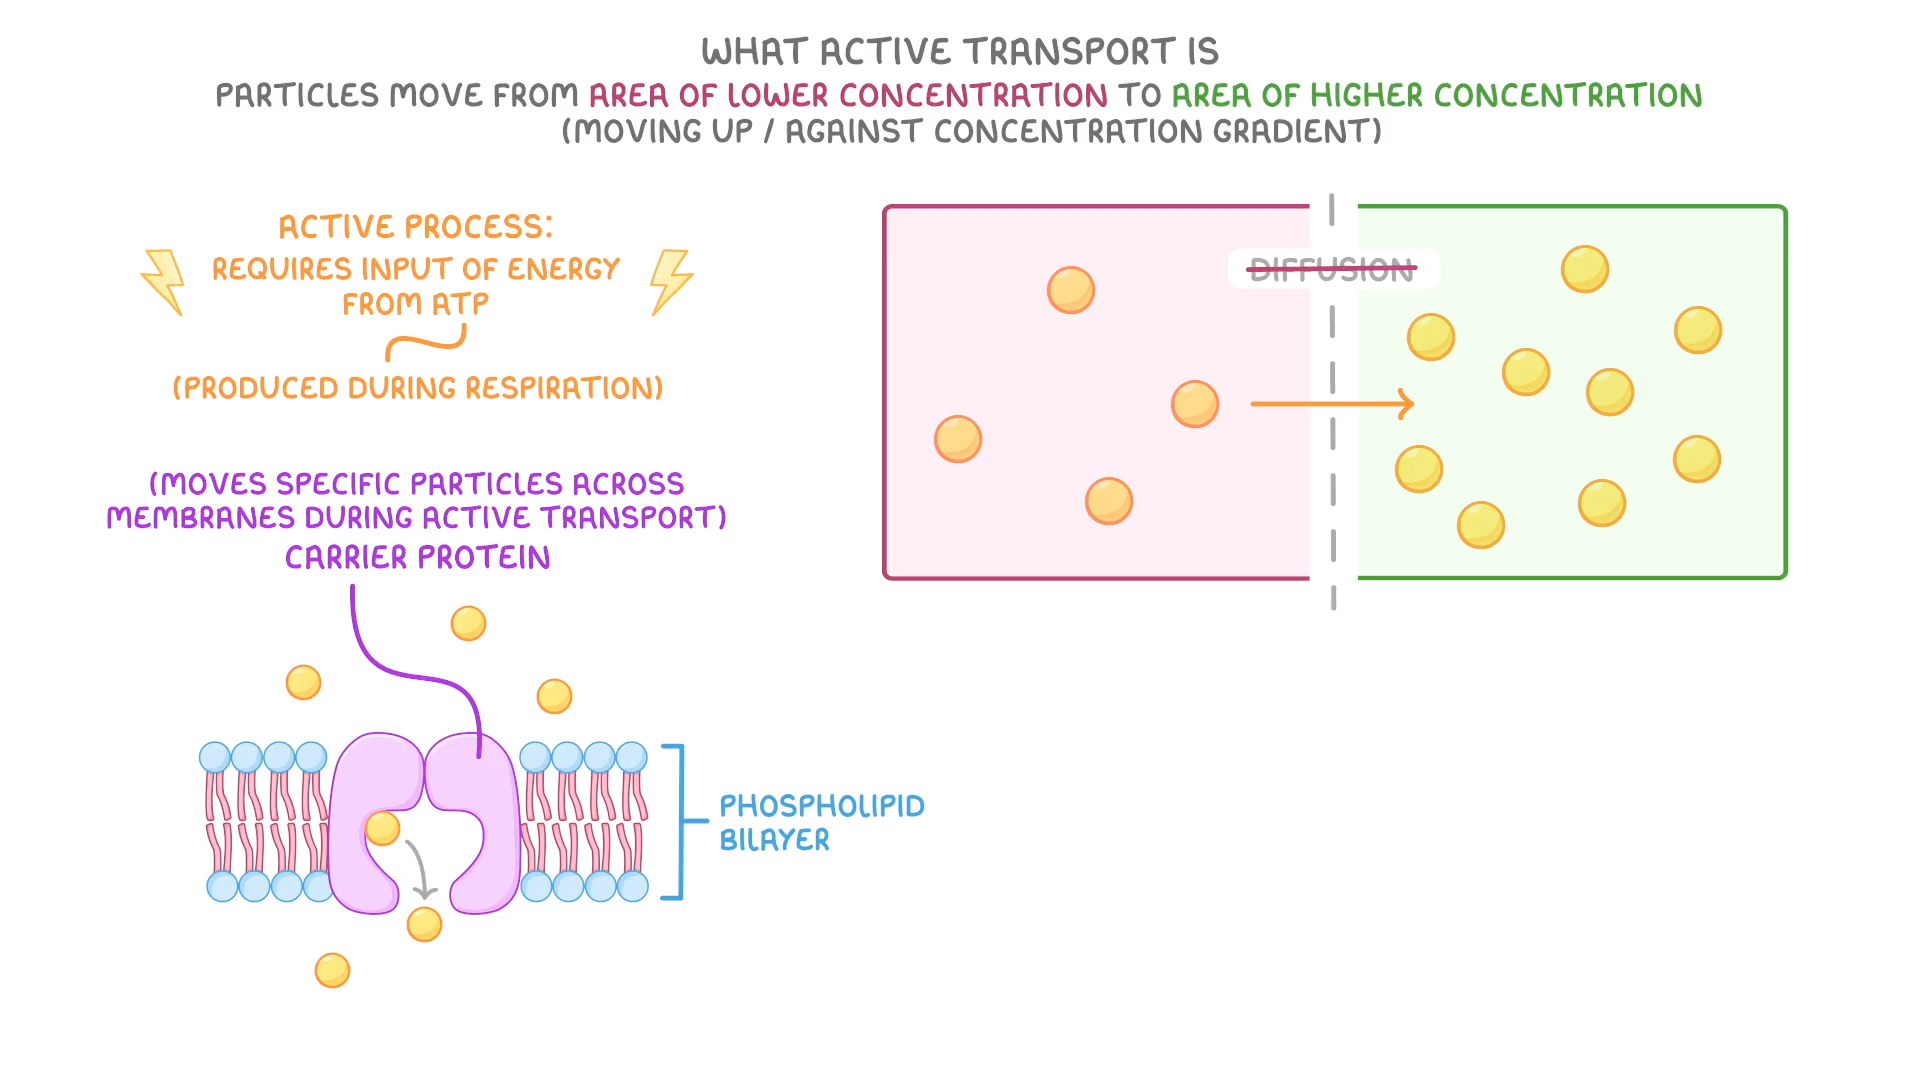 WHAT ACTIVE TRANSPORT IS
PARTICLES MOVE FROM AREA OF LOWER CONCENTRATION TO AREA OF HIGHER CONCENTRATION
(MOVING UP / AGAINST CONCENTRATION GRADIENT)
ACTIVE PROCESS:
REQUIRES INPUT OF ENERGY
FROM ATP
(PRODUCED DURING RESPIRATION)
DIFFUSION
(MOVES SPECIFIC PARTICLES ACROSS
MEMBRANES DURING ACTIVE TRANSPORT)
CARRIER PROTEIN
PHOSPHOLIPID
BILAYER